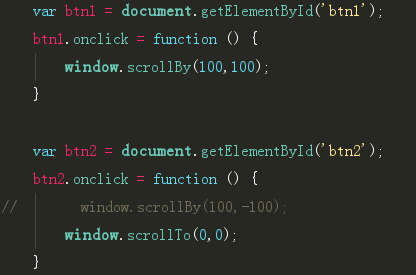 var btn1 = document.getElementById('btn1');
btn1.onclick = function () {
    window.scrollBy(100,100);
}
var btn2 = document.getElementById('btn2');
btn2.onclick = function () {
//        window.scrollBy(100,-100);
    window.scrollTo(0,0);
}